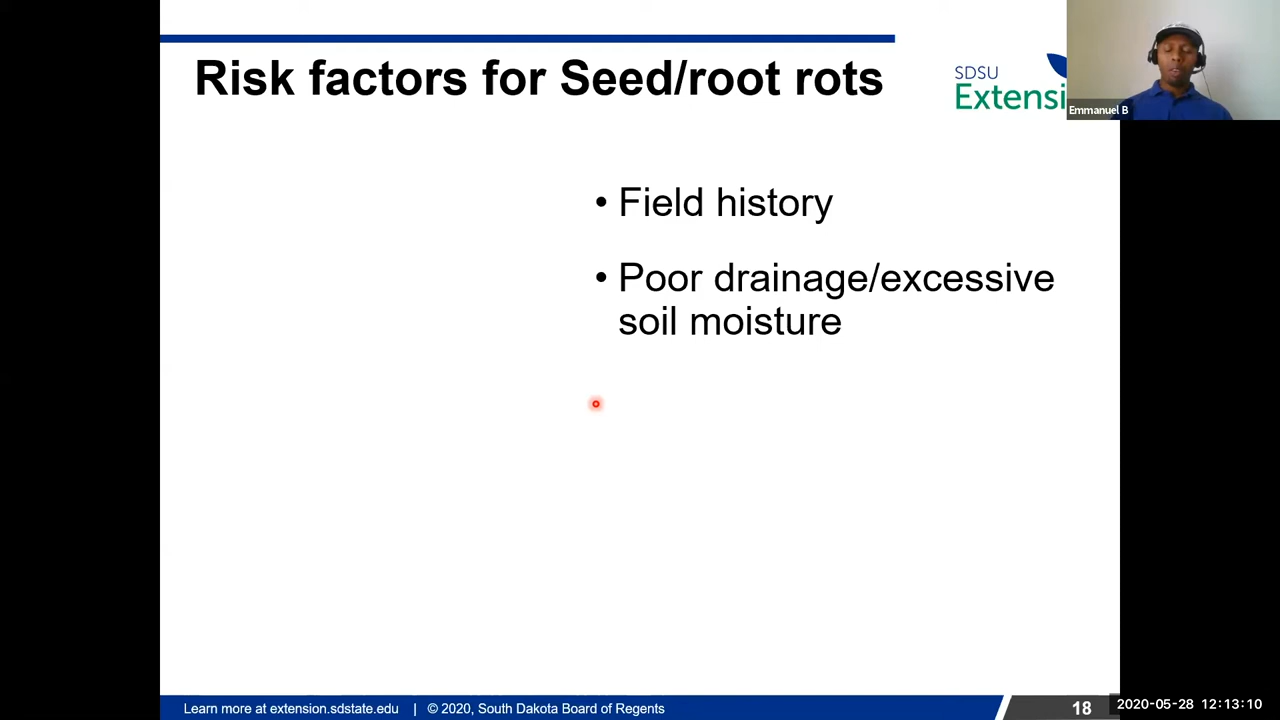 Risk factors for Seed/root rots
SDSU
Emmanuel B
• Field history
• Poor drainage/excessive
soil moisture
Learn more at extension.sdstate.edu | © 2020, South Dakota Board of Regents
18
2020-05-28 12:13:10